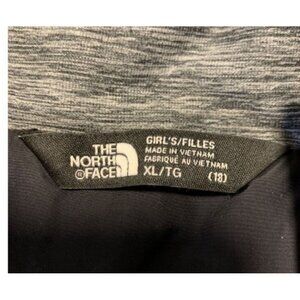 THE
NORTH
FACE
GIRL'S/FILLES
MADE IN VIETNAM
FABRIQUÉ AU VIETNAM
XL/TG (18)